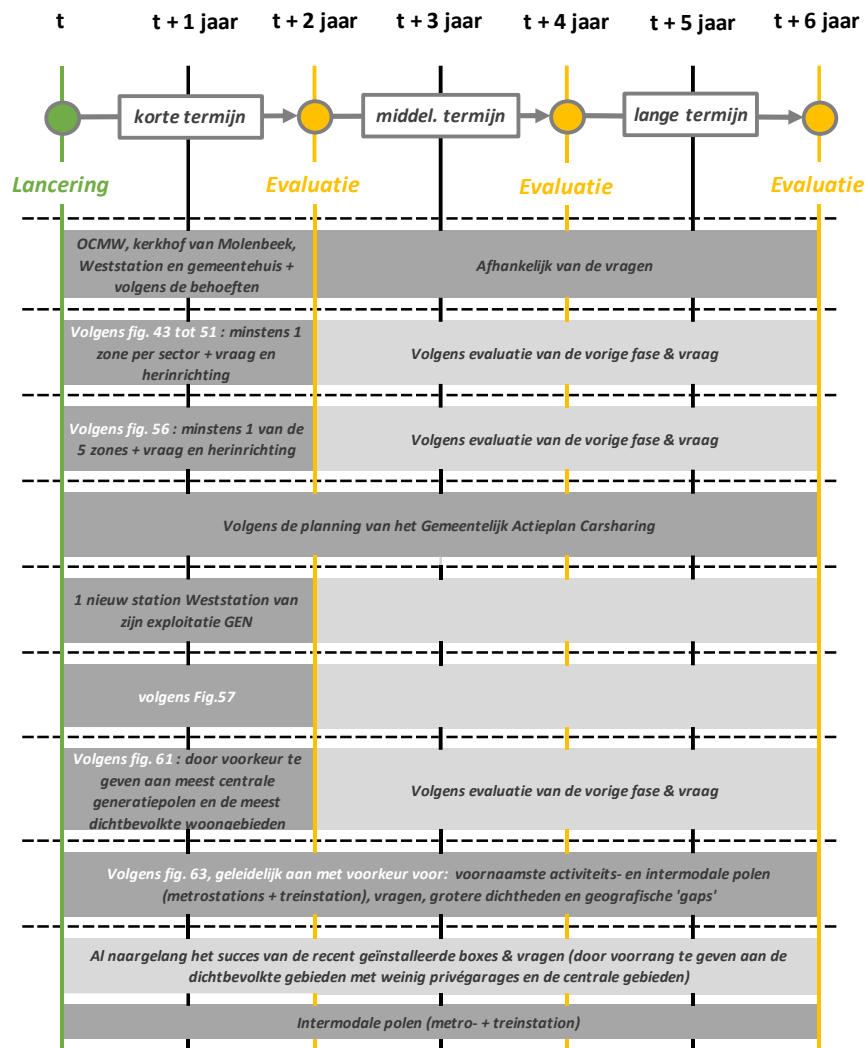 t t + 1 jaar t + 2 jaar t + 3 jaar t + 4 jaar t + 5 jaar t + 6 jaar
korte termijn middel. termijn lange termijn
Lancering Evaluatie Evaluatie Evaluatie
OCMW, kerkhof van Molenbeek,
Weststation en gemeentehuis +
volgens de behoeften
Afhankelijk van de vragen
Volgens fig. 43 tot 51 : minstens 1
zone per sector + vraag en
herinrichting
Volgens evaluatie van de vorige fase & vraag
Volgens fig. 56 : minstens 1 van de
5 zones + vraag en herinrichting
Volgens evaluatie van de vorige fase & vraag
Volgens de planning van het Gemeentelijk Actieplan Carsharing
1 nieuw station Weststation van
zijn exploitatie GEN
volgens Fig.57
Volgens fig. 61 : door voorkeur te
geven aan meest centrale
generatiepolen en de meest
dichtbevolkte woongebieden
Volgens evaluatie van de vorige fase & vraag
Volgens fig. 63, geleidelijk aan met voorkeur voor: voornaamste activiteits- en intermodale polen
(metrostations + treinstation), vragen, grotere dichtheden en geografische 'gaps'
Al naargelang het succes van de recent geïnstalleerde boxes & vragen (door voorrang te geven aan de
dichtbevolkte gebieden met weinig privégarages en de centrale gebieden)
Intermodale polen (metro- + treinstation)